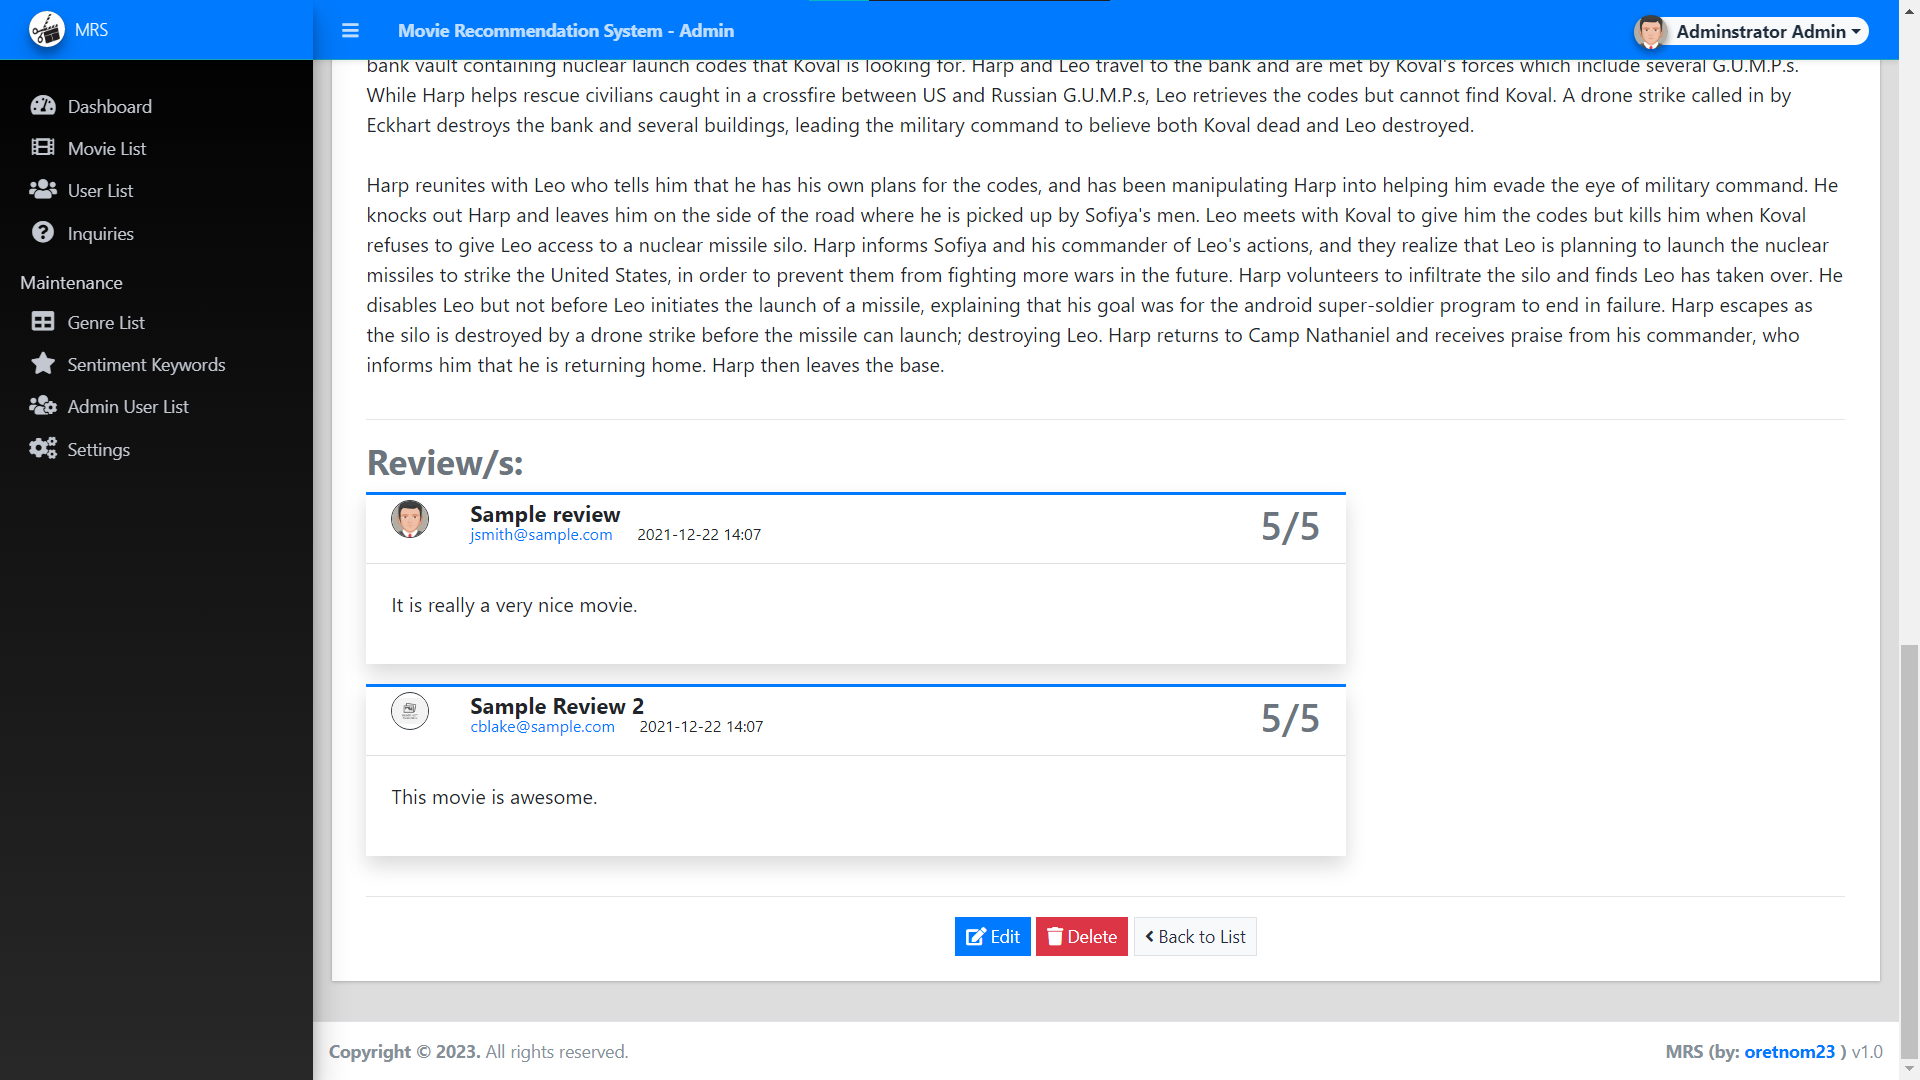 MRS
Movie Recommendation System - Admin
Adminstrator Admin
Dashboard
Movie List
User List
Inquiries
Maintenance
Genre List
Sentiment Keywords
Admin User List
Settings
bank vault containing nuclear launch codes that Koval is looking for. Harp and Leo travel to the bank and are met by Koval's forces which include several G.U.M.P.s.
While Harp helps rescue civilians caught in a crossfire between US and Russian G.U.M.P.s, Leo retrieves the codes but cannot find Koval. A drone strike called in by
Eckhart destroys the bank and several buildings, leading the military command to believe both Koval dead and Leo destroyed.
Harp reunites with Leo who tells him that he has his own plans for the codes, and has been manipulating Harp into helping him evade the eye of military command. He
knocks out Harp and leaves him on the side of the road where he is picked up by Sofiya's men. Leo meets with Koval to give him the codes but kills him when Koval
refuses to give Leo access to a nuclear missile silo. Harp informs Sofiya and his commander of Leo's actions, and they realize that Leo is planning to launch the nuclear
missiles to strike the United States, in order to prevent them from fighting more wars in the future. Harp volunteers to infiltrate the silo and finds Leo has taken over. He
disables Leo but not before Leo initiates the launch of a missile, explaining that his goal was for the android super-soldier program to end in failure. Harp escapes as
the silo is destroyed by a drone strike before the missile can launch; destroying Leo. Harp returns to Camp Nathaniel and receives praise from his commander, who
informs him that he is returning home. Harp then leaves the base.
Review/s:
Sample review
jsmith@sample.com 2021-12-22 14:07
5/5
It is really a very nice movie.
Sample Review 2
cblake@sample.com 2021-12-22 14:07
5/5
This movie is awesome.
Edit
Delete
Back to List
Copyright © 2023. All rights reserved.
MRS (by: oretnom23 ) v1.0